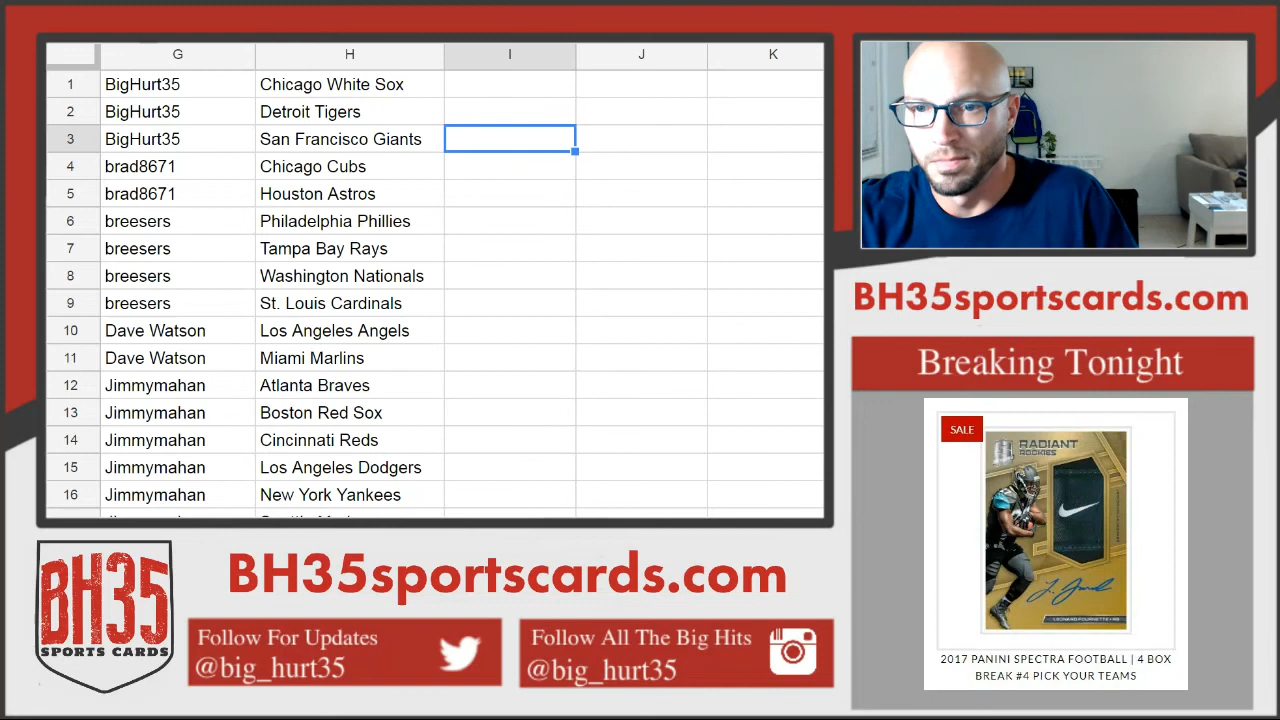 G H I J K
1 BigHurt35 Chicago White Sox
2 BigHurt35 Detroit Tigers
3 BigHurt35 San Francisco Giants
4 brad8671 Chicago Cubs
5 brad8671 Houston Astros
6 breesers Philadelphia Phillies
7 breesers Tampa Bay Rays
8 breesers Washington Nationals
9 breesers St. Louis Cardinals
10 Dave Watson Los Angeles Angels
11 Dave Watson Miami Marlins
12 Jimmymahan Atlanta Braves
13 Jimmymahan Boston Red Sox
14 Jimmymahan Cincinnati Reds
15 Jimmymahan Los Angeles Dodgers
16 Jimmymahan New York Yankees
BH35sportscards.com
Breaking Tonight
SALE
RADIANT
ROOKIES
LEONARD FOURNETTE • RB
2017 PANINI SPECTRA FOOTBALL | 4 BOX
BREAK #4 PICK YOUR TEAMS
BH35
SPORTS CARDS
BH35sportscards.com
Follow For Updates
@big_hurt35
Follow All The Big Hits
@big_hurt35